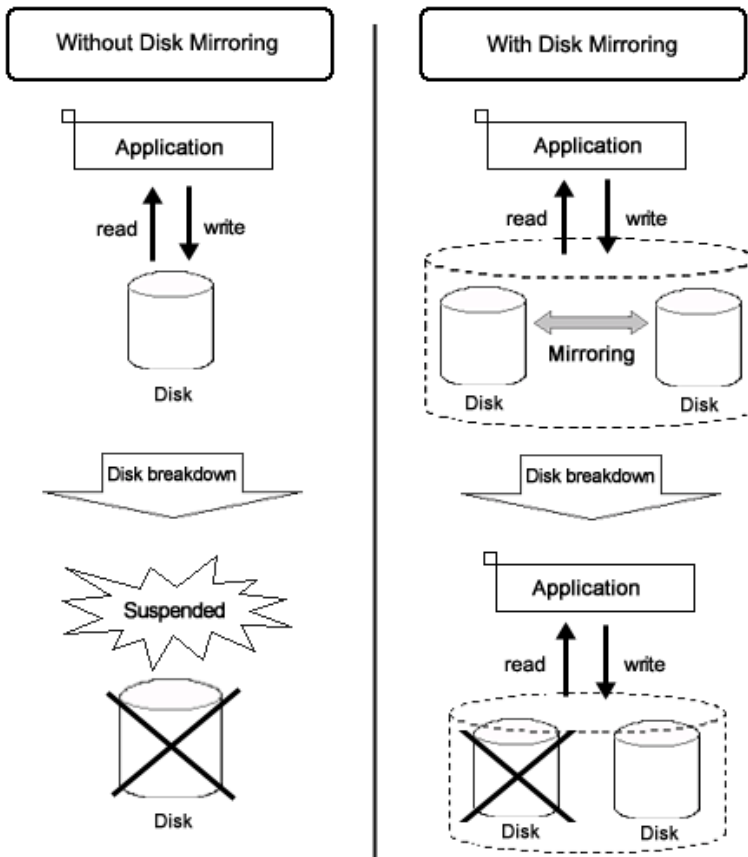 Without Disk Mirroring
Application
read
write
Disk
Disk breakdown
Suspended
Disk
With Disk Mirroring
Application
read
write
Mirroring
Disk
Disk
Disk breakdown
Application
read
write
Disk
Disk